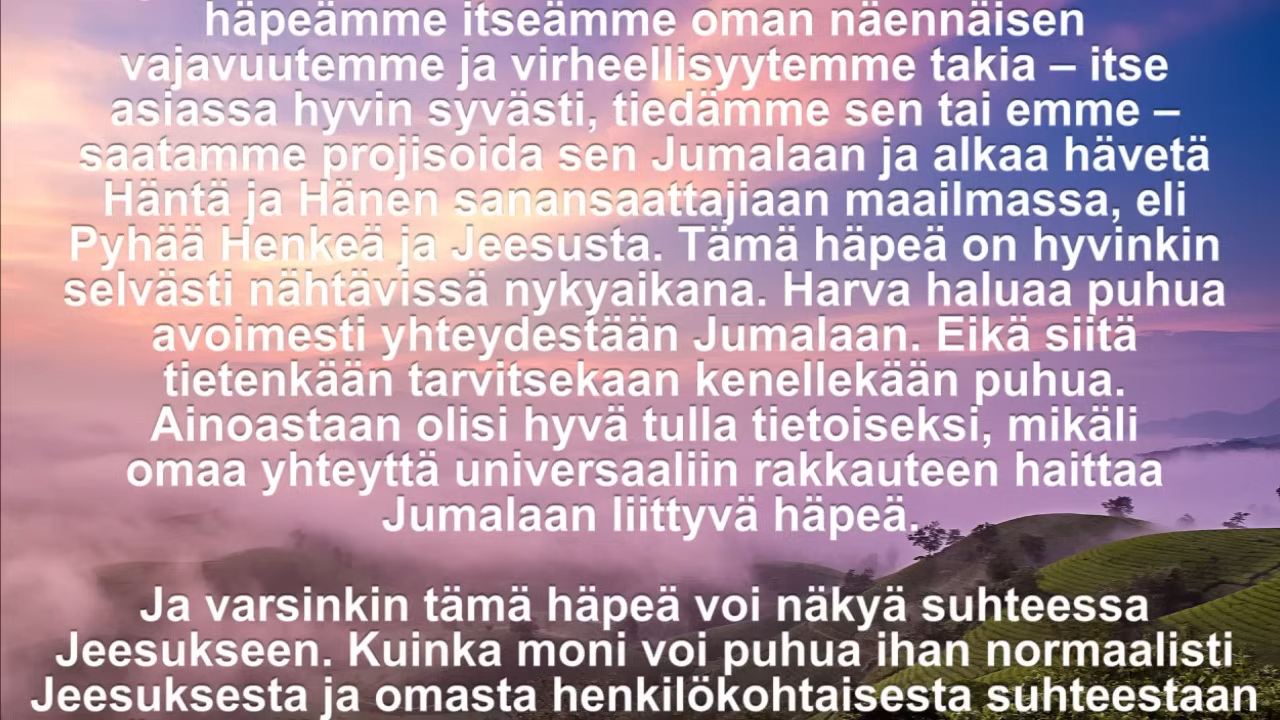 häpeämme itseämme oman näennäisen
vajavuutemme ja virheellisyytemme takia – itse
asiassa hyvin syvästi, tiedämme sen tai emme –
saatamme projisoida sen Jumalaan ja alkaa hävetä
Häntä ja Hänen sanansaattajiaan maailmassa, eli
Pyhää Henkeä ja Jeesusta. Tämä häpeä on hyvinkin
selvästi nähtävissä nykyaikana. Harva haluaa puhua
avoimesti yhteydestään Jumalaan. Eikä siitä
tietenkään tarvitsekaan kenellekään puhua.
Ainoastaan olisi hyvä tulla tietoiseksi, mikäli
omaa yhteyttä universaaliin rakkauteen haittaa
Jumalaan liittyvä häpeä.
Ja varsinkin tämä häpeä voi näkyä suhteessa
Jeesukseen. Kuinka moni voi puhua ihan normaalisti
Jeesuksesta ja omasta henkilökohtaisesta suhteestaan